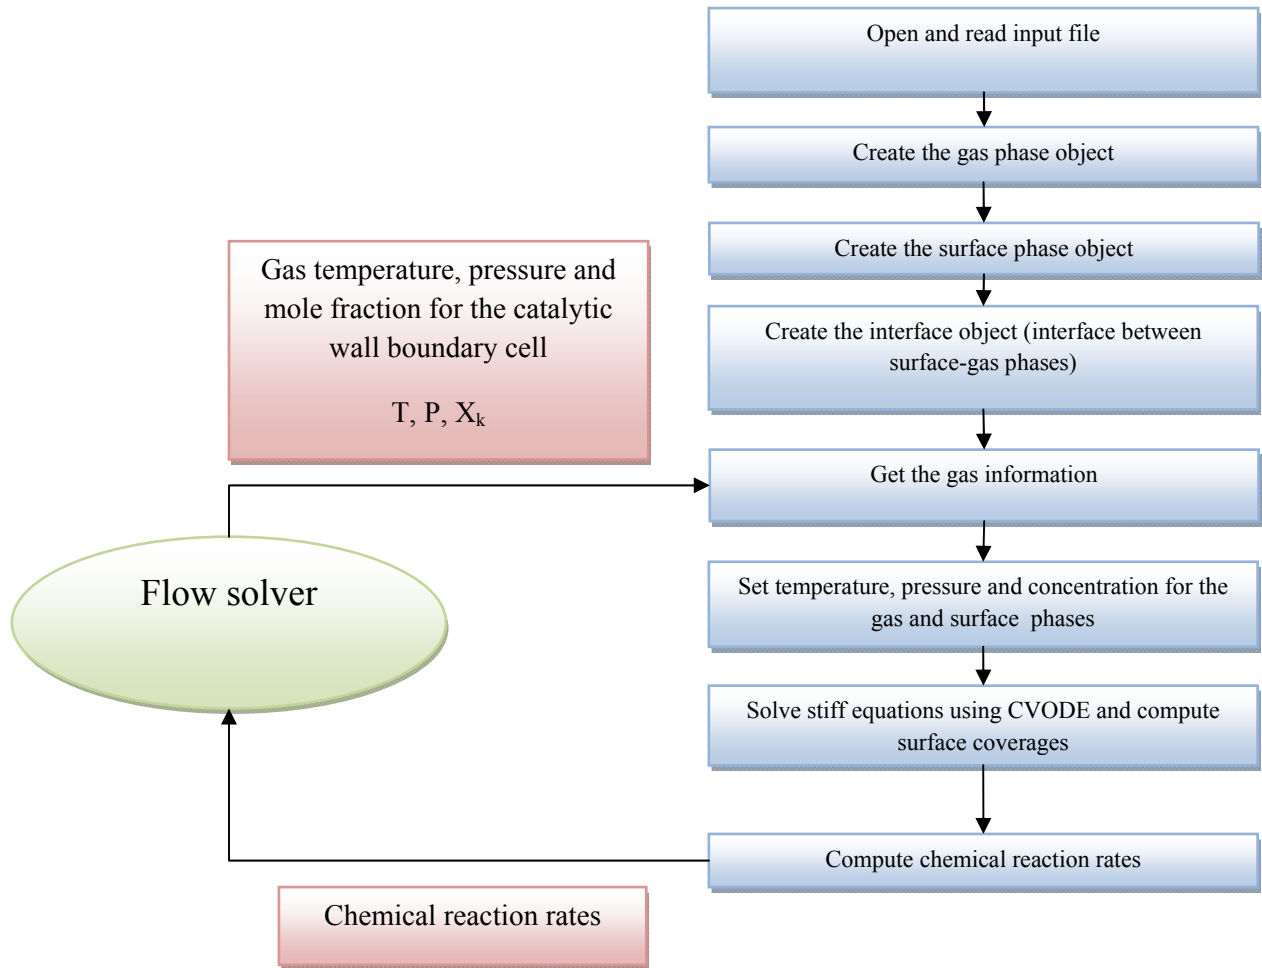 Open and read input file
Create the gas phase object
Create the surface phase object
Gas temperature, pressure and
mole fraction for the catalytic
wall boundary cell
T, P, Xk
Create the interface object (interface between
surface-gas phases)
Get the gas information
Flow solver
Set temperature, pressure and concentration for the
gas and surface phases
Solve stiff equations using CVODE and compute
surface coverages
Compute chemical reaction rates
Chemical reaction rates